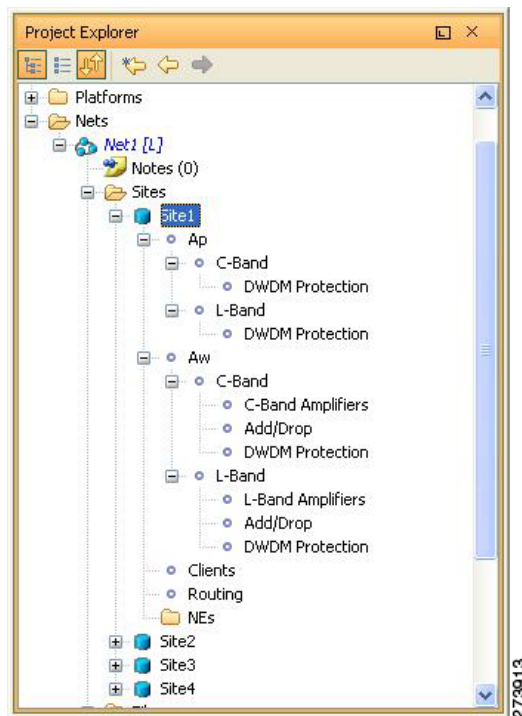 Project Explorer
Platforms
Nets
Net1 [L]
Notes (0)
Sites
Site1
Ap
C-Band
DWDM Protection
L-Band
DWDM Protection
Aw
C-Band
C-Band Amplifiers
Add/Drop
DWDM Protection
L-Band
L-Band Amplifiers
Add/Drop
DWDM Protection
Clients
Routing
NEs
Site2
Site3
Site4
273913